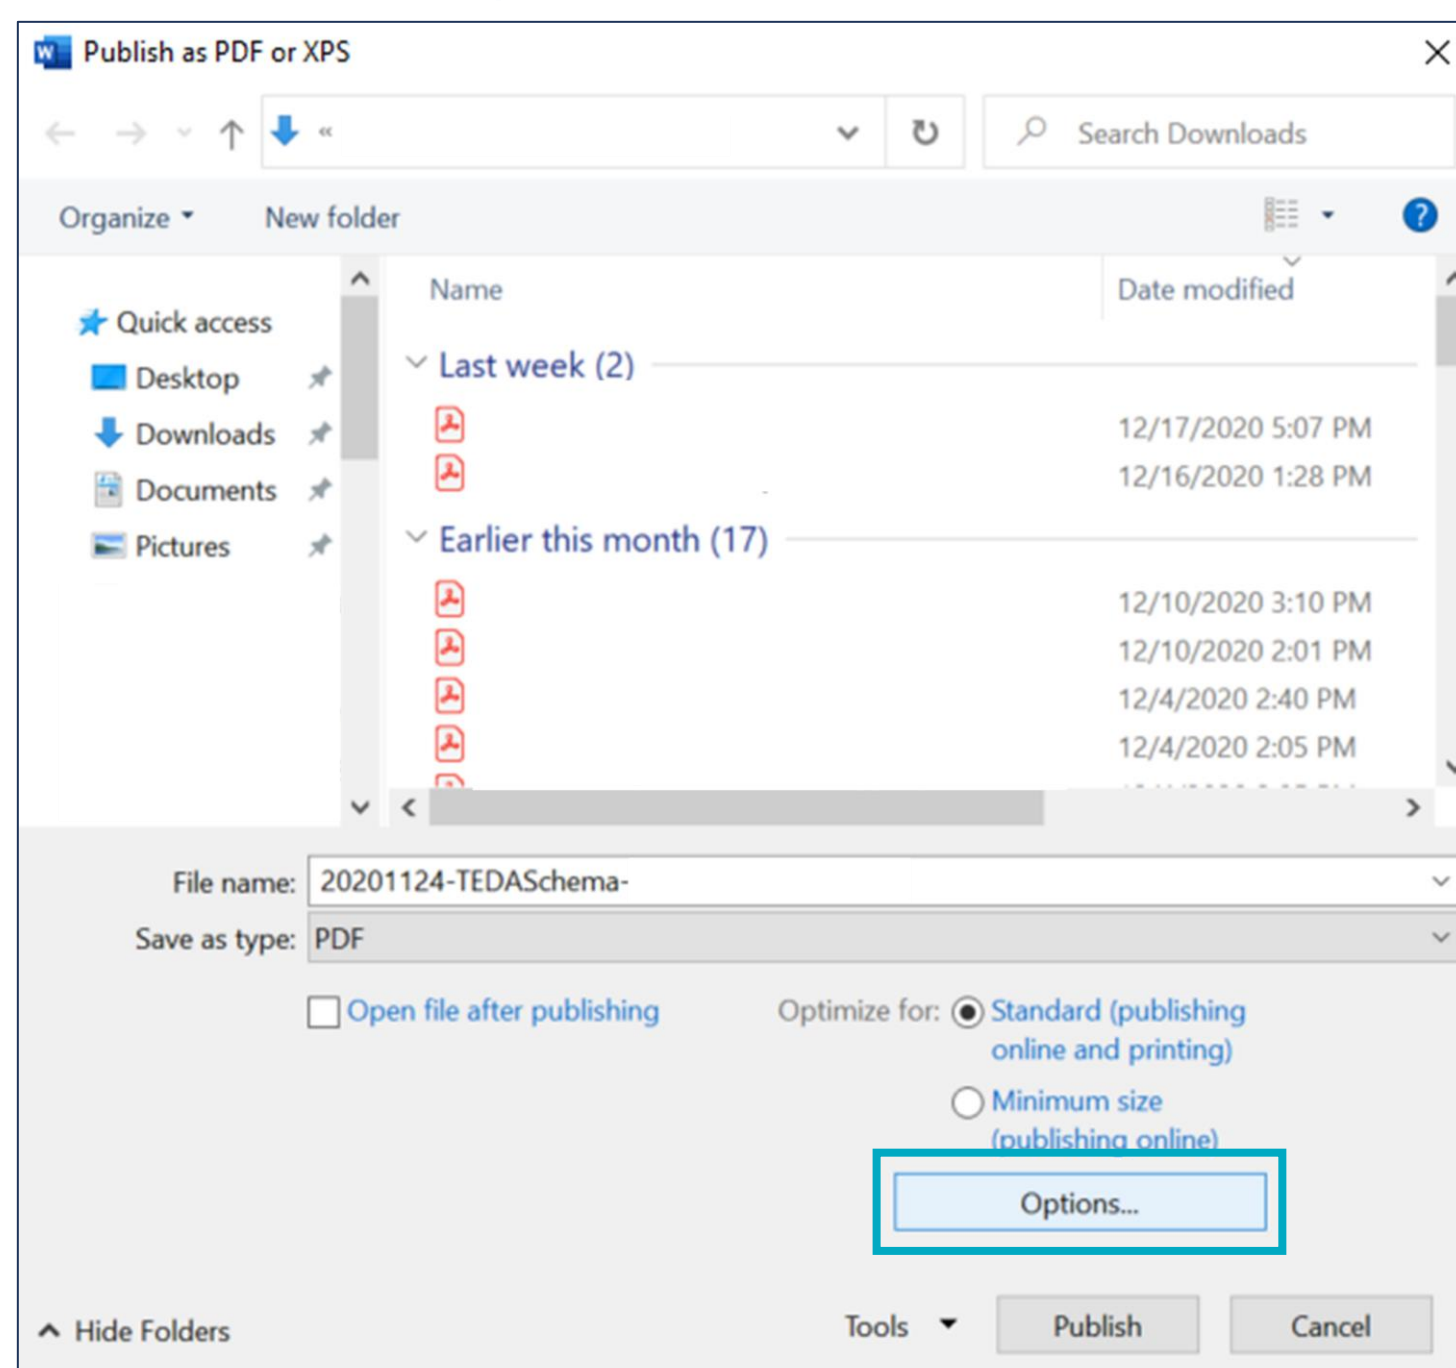 W Publish as PDF or XPS
«
Search Downloads
Organize
New folder
?
Name
Date modified
Quick access
Desktop
Downloads
Documents
Pictures
Last week (2)
12/17/2020 5:07 PM
12/16/2020 1:28 PM
Earlier this month (17)
12/10/2020 3:10 PM
12/10/2020 2:01 PM
12/4/2020 2:40 PM
12/4/2020 2:05 PM
File name: 20201124-TEDASchema-
Save as type: PDF
Open file after publishing
Optimize for:
Standard (publishing
online and printing)
Minimum size
(publishing online)
Options...
Hide Folders
Tools
Publish
Cancel